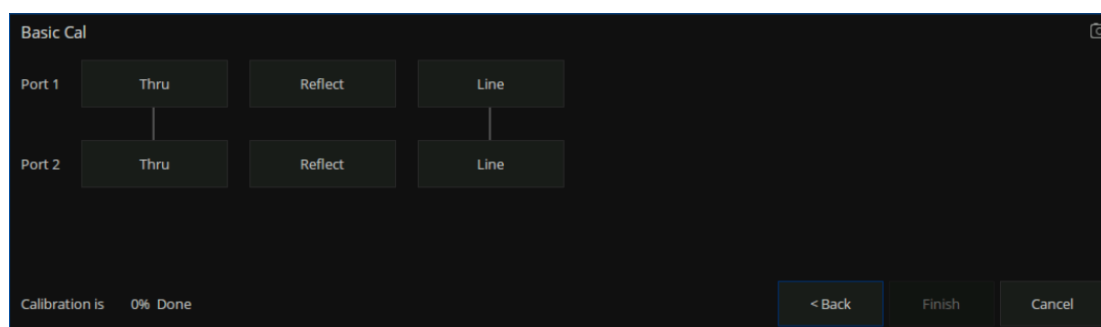 Basic Cal
Port 1 Thru Reflect Line
Port 2 Thru Reflect Line
Calibration is 0% Done < Back Finish Cancel